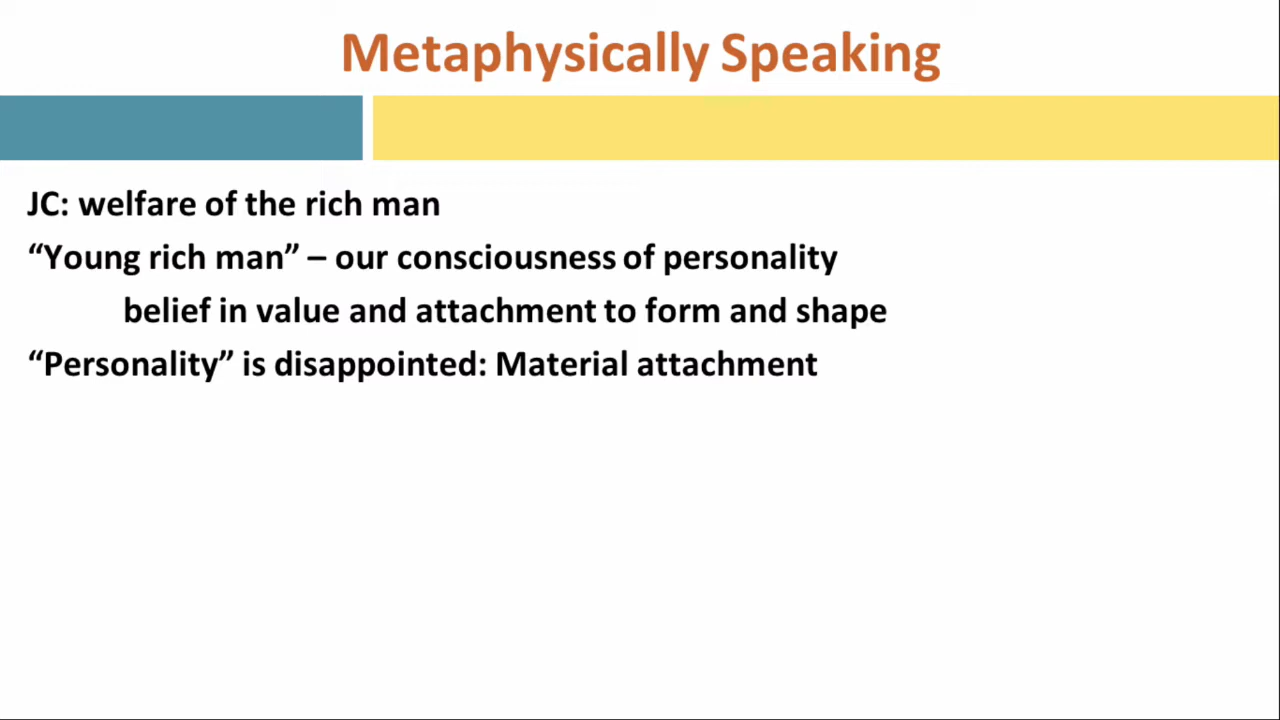 Metaphysically Speaking
JC: welfare of the rich man
“Young rich man” – our consciousness of personality
belief in value and attachment to form and shape
“Personality” is disappointed: Material attachment